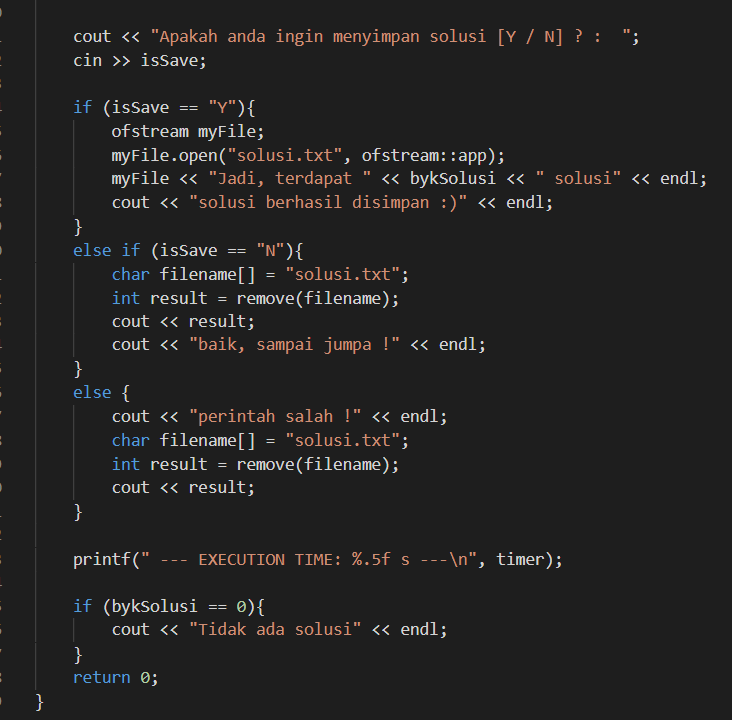 cout << "Apakah anda ingin menyimpan solusi [Y / N] ? :  ";
cin >> isSave;
if (isSave == "Y"){
ofstream myFile;
myFile.open("solusi.txt", ofstream::app);
myFile << "Jadi, terdapat " << bykSolusi << " solusi" << endl;
cout << "solusi berhasil disimpan :)" << endl;
}
else if (isSave == "N"){
char filename[] = "solusi.txt";
int result = remove(filename);
cout << result;
cout << "baik, sampai jumpa !" << endl;
}
else {
cout << "perintah salah !" << endl;
char filename[] = "solusi.txt";
int result = remove(filename);
cout << result;
}
printf(" --- EXECUTION TIME: %.5f s ---\n", timer);
if (bykSolusi == 0){
cout << "Tidak ada solusi" << endl;
}
return 0;
}